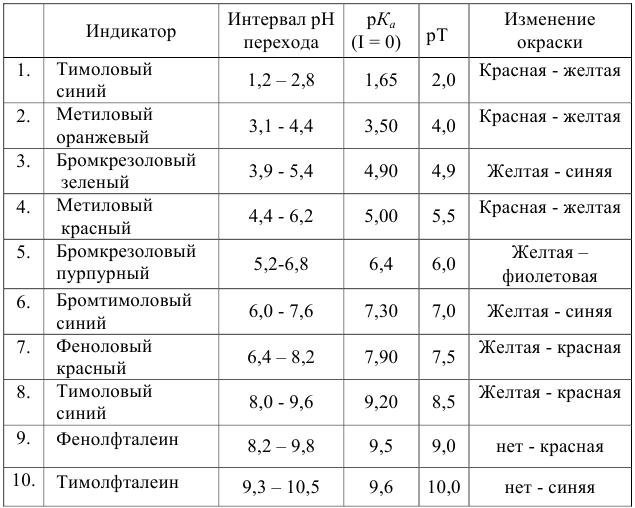 Индикатор Интервал pH перехода pKa (I = 0) pT Изменение окраски
1. Тимоловый синий 1,2 – 2,8 1,65 2,0 Красная - желтая
2. Метиловый оранжевый 3,1 - 4,4 3,50 4,0 Красная - желтая
3. Бромкрезоловый зеленый 3,9 - 5,4 4,90 4,9 Желтая - синяя
4. Метиловый красный 4,4 - 6,2 5,00 5,5 Красная - желтая
5. Бромкрезоловый пурпурный 5,2-6,8 6,4 6,0 Желтая – фиолетовая
6. Бромтимоловый синий 6,0 - 7,6 7,30 7,0 Желтая - синяя
7. Феноловый красный 6,4 – 8,2 7,90 7,5 Желтая - красная
8. Тимоловый синий 8,0 - 9,6 9,20 8,5 Желтая - красная
9. Фенолфталеин 8,2 – 9,8 9,5 9,0 нет - красная
10. Тимолфталеин 9,3 – 10,5 9,6 10,0 нет - синяя